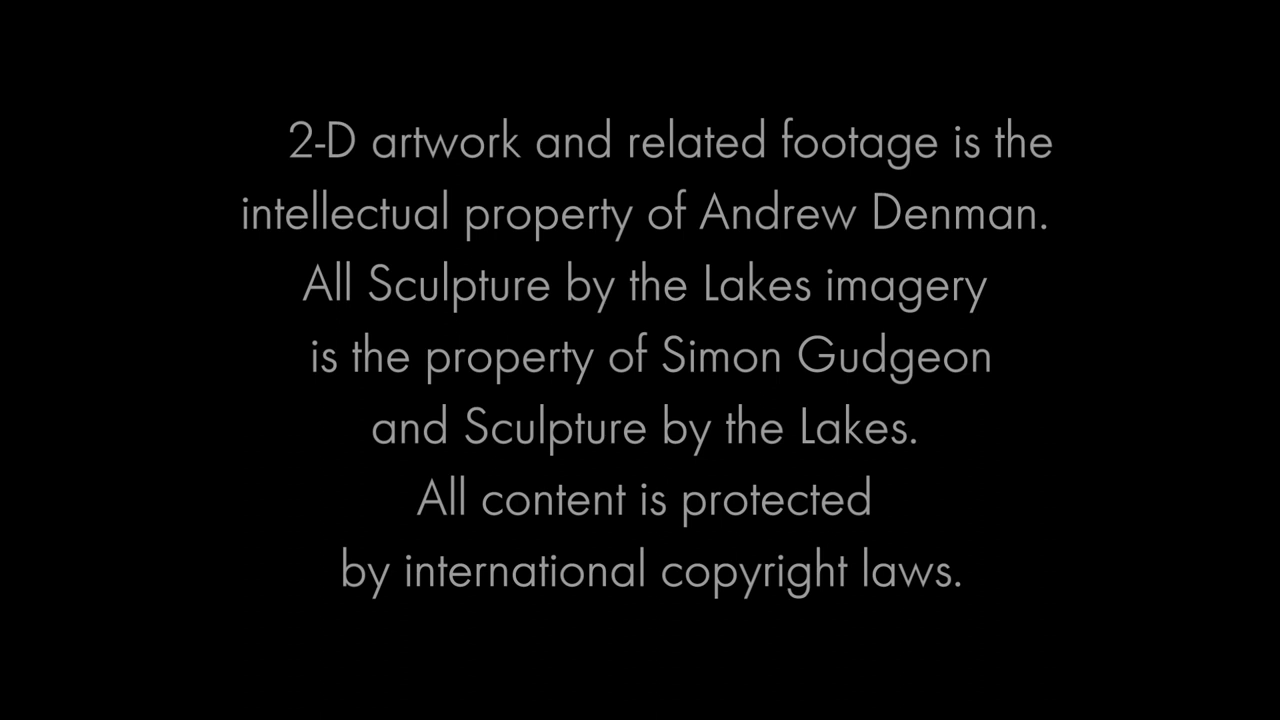 2-D artwork and related footage is the
intellectual property of Andrew Denman.
All Sculpture by the Lakes imagery
is the property of Simon Gudgeon
and Sculpture by the Lakes.
All content is protected
by international copyright laws.